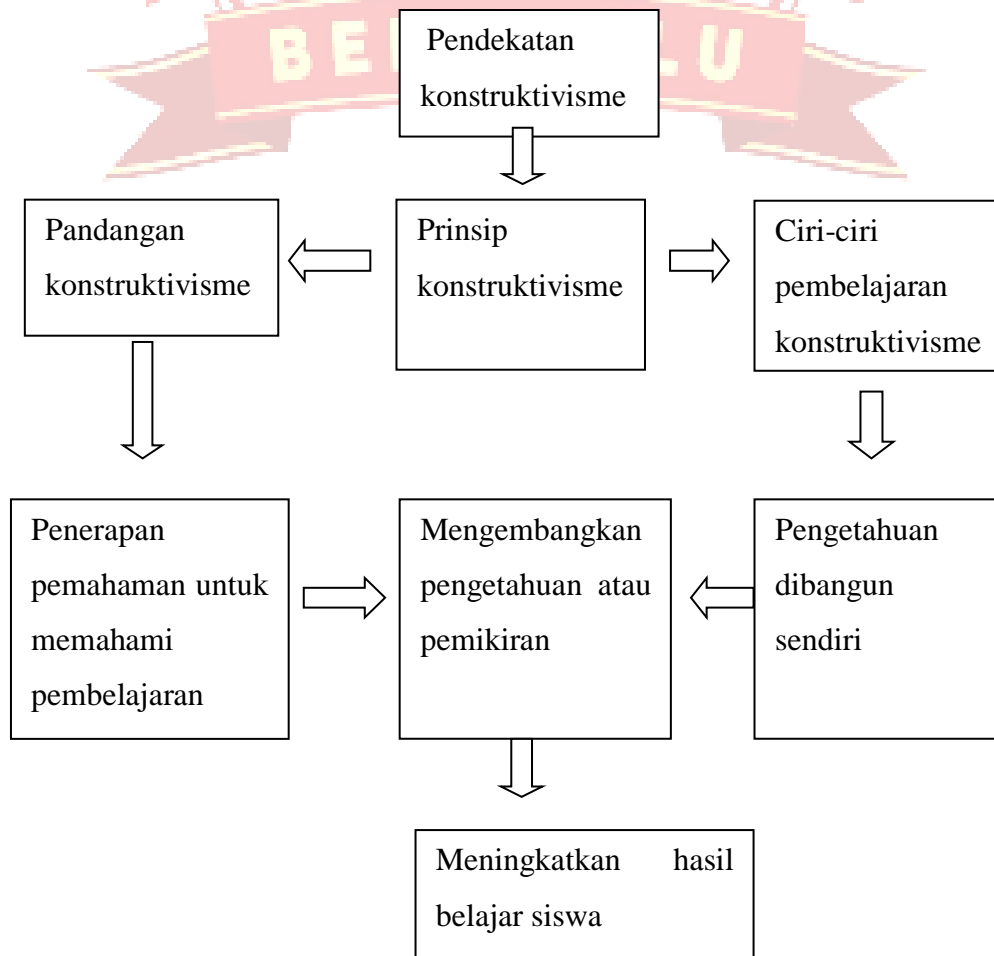 Pendekatan
konstruktivisme
Pandangan
konstruktivisme
Prinsip
konstruktivisme
Ciri-ciri
pembelajaran
konstruktivisme
Penerapan
pemahaman untuk
memahami
pembelajaran
Mengembangkan
pengetahuan atau
pemikiran
Pengetahuan
dibangun
sendiri
Meningkatkan hasil
belajar siswa